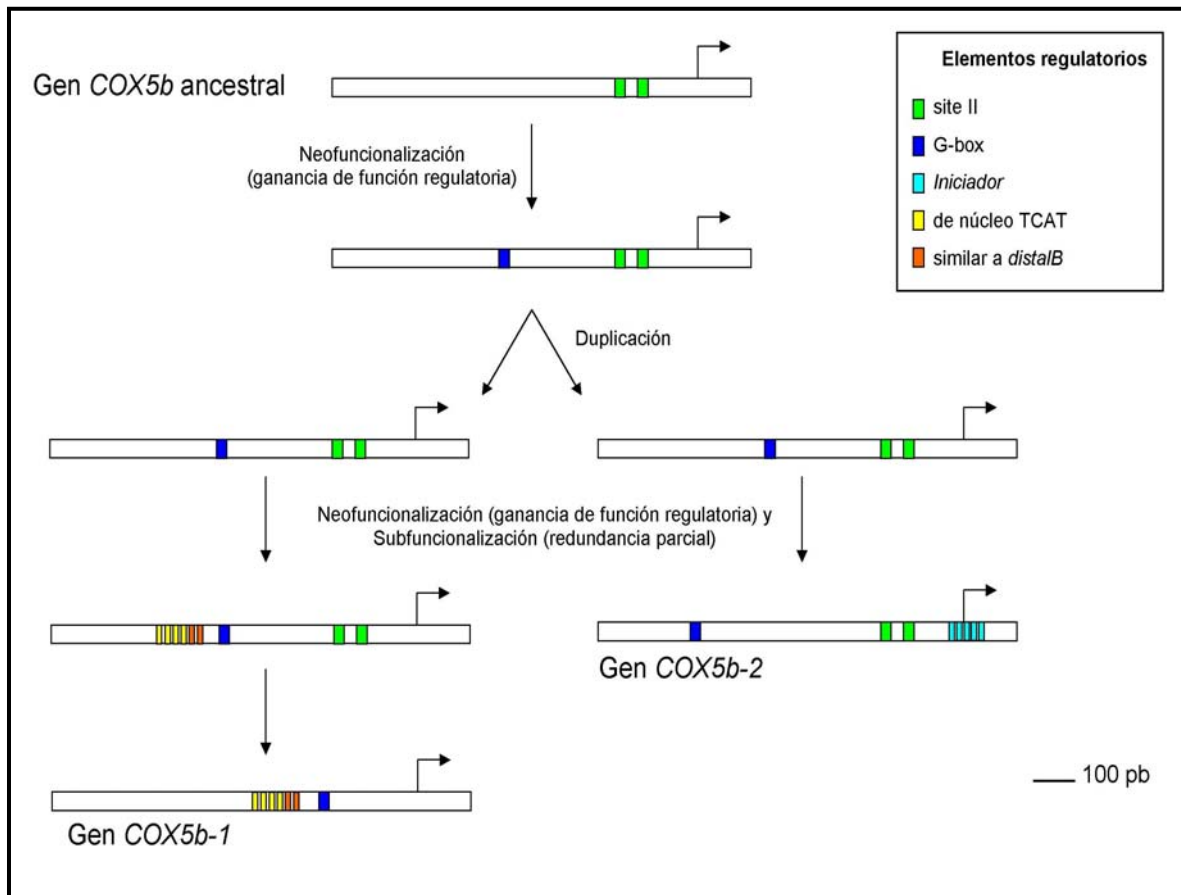 Gen COX5b ancestral
Elementos regulatorios
site II
G-box
Iniciador
de núcleo TCAT
similar a distalB
Neofuncionalización
(ganancia de función regulatoria)
Duplicación
Neofuncionalización (ganancia de función regulatoria) y
Subfuncionalización (redundancia parcial)
Gen COX5b-2
Gen COX5b-1
100 pb